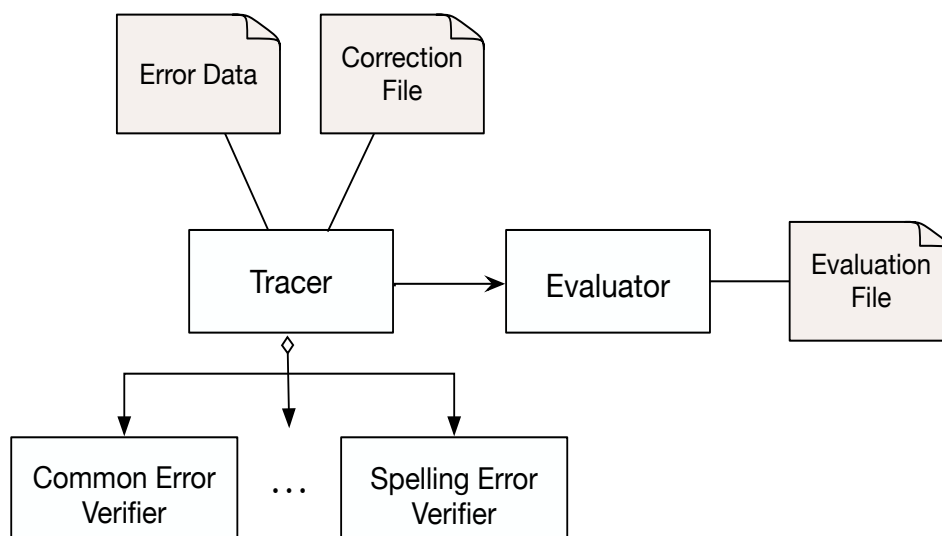 Error Data
Correction
File
Tracer
Evaluator
Evaluation
File
Common Error
Verifier
...
Spelling Error
Verifier